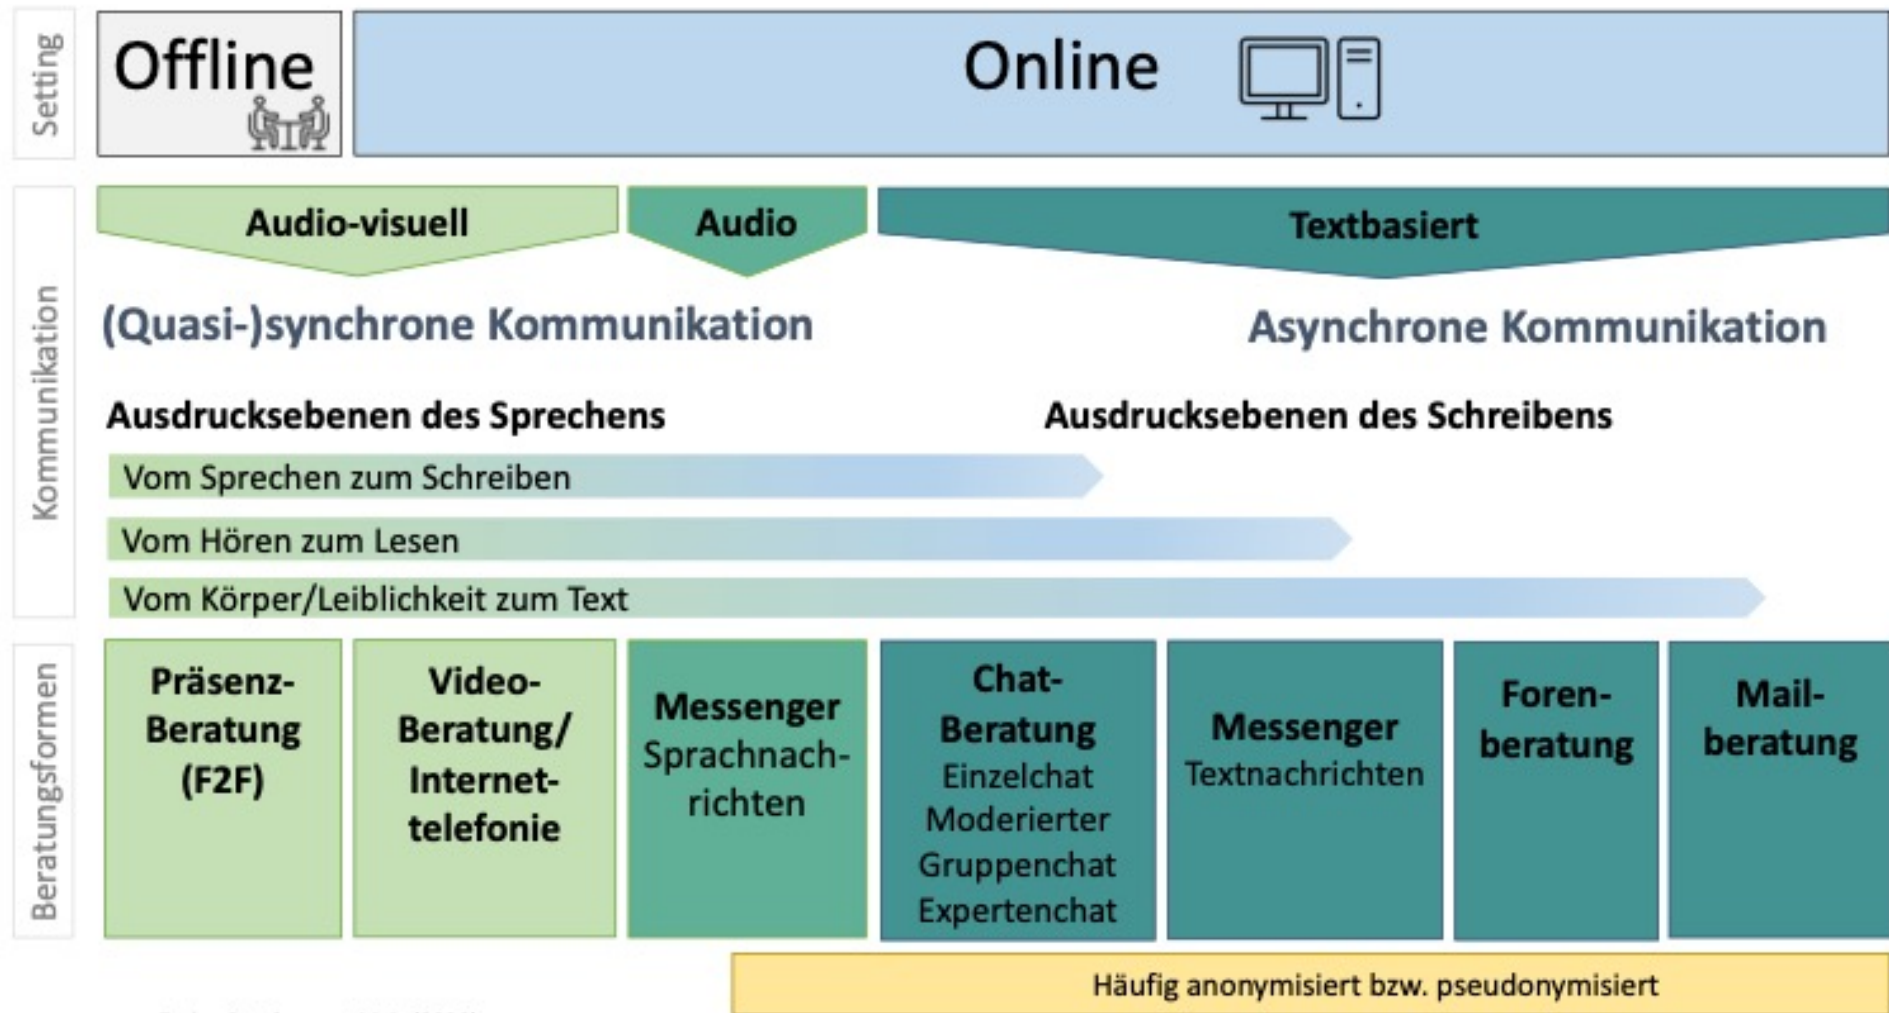 Setting
Offline
Online
Kommunikation
Audio-visuell
Audio
Textbasiert
(Quasi-)synchrone Kommunikation
Asynchrone Kommunikation
Ausdrucksebenen des Sprechens
Ausdrucksebenen des Schreibens
Vom Sprechen zum Schreiben
Vom Hören zum Lesen
Vom Körper/Leiblichkeit zum Text
Beratungsformen
Präsenz-
Beratung
(F2F)
Video-
Beratung/
Internet-
telefonie
Messenger
Sprachnach-
richten
Chat-
Beratung
Einzelchat
Moderierter
Gruppenchat
Expertenchat
Messenger
Textnachrichten
Foren-
beratung
Mail-
beratung
Häufig anonymisiert bzw. pseudonymisiert